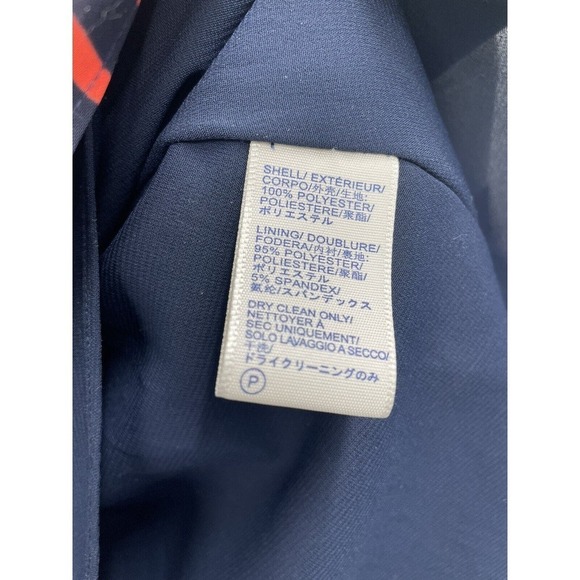 SHELL/ EXTÉRIEUR/
CORPO/外壳/生地:
100% POLYESTER/
POLIESTERE/聚酯/
ポリエステル
LINING/ DOUBLURE/
FODERA/内衬/裏地:
95% POLYESTER/
POLIESTERE/聚酯/
ポリエステル
5% SPANDEX/
氨纶/スパンデックス
DRY CLEAN ONLY/
NETTOYER À
SEC UNIQUEMENT/
SOLO LAVAGGIO A SECCO/
干洗/
ドライクリーニングのみ
P